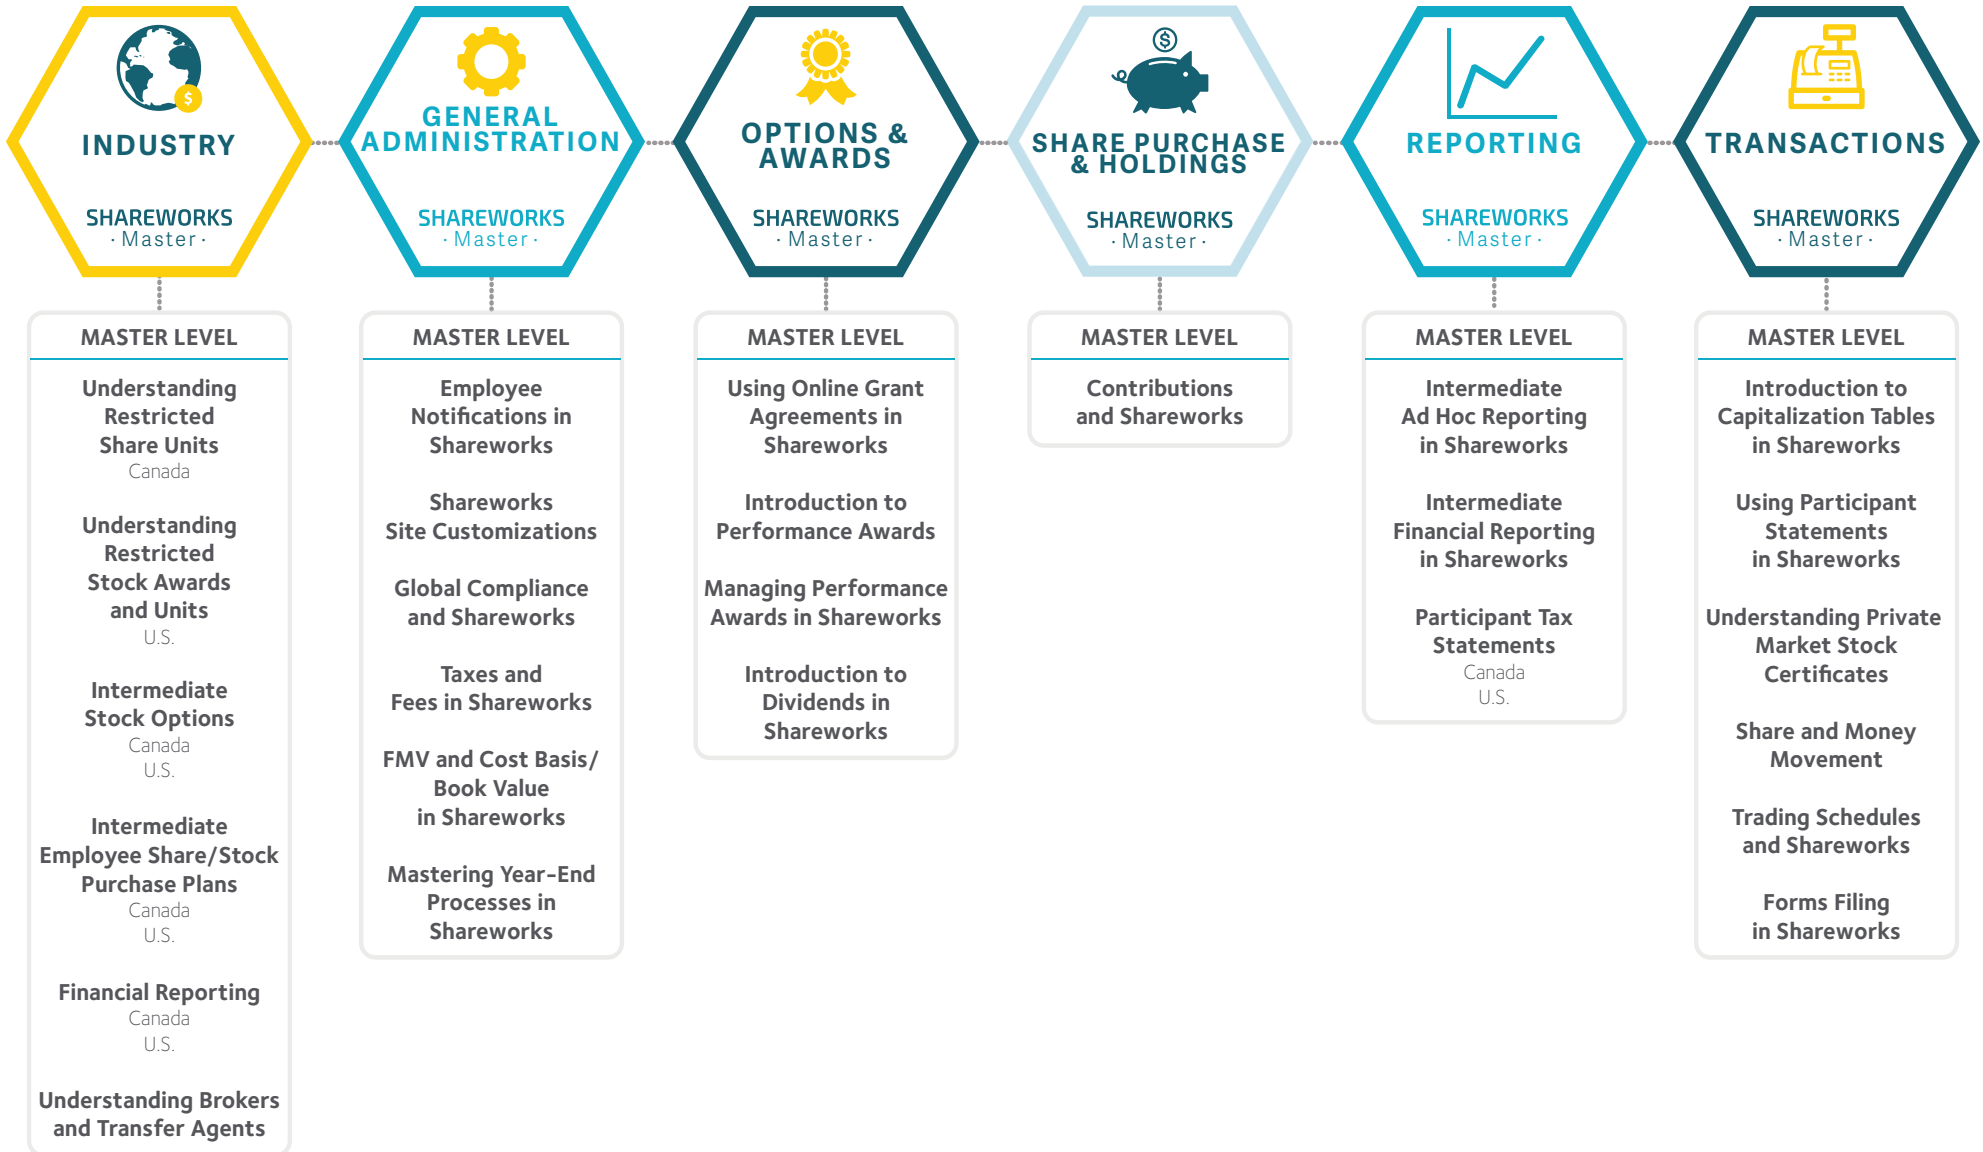 INDUSTRY
SHAREWORKS
· Master ·
MASTER LEVEL
Understanding
Restricted
Share Units
Canada
Understanding
Restricted
Stock Awards
and Units
U.S.
Intermediate
Stock Options
Canada
U.S.
Intermediate
Employee Share/Stock
Purchase Plans
Canada
U.S.
Financial Reporting
Canada
U.S.
Understanding Brokers
and Transfer Agents
GENERAL
ADMINISTRATION
SHAREWORKS
· Master ·
MASTER LEVEL
Employee
Notifications in
Shareworks
Shareworks
Site Customizations
Global Compliance
and Shareworks
Taxes and
Fees in Shareworks
FMV and Cost Basis/
Book Value
in Shareworks
Mastering Year-End
Processes in
Shareworks
OPTIONS &
AWARDS
SHAREWORKS
· Master ·
MASTER LEVEL
Using Online Grant
Agreements in
Shareworks
Introduction to
Performance Awards
Managing Performance
Awards in Shareworks
Introduction to
Dividends in
Shareworks
SHARE PURCHASE
& HOLDINGS
SHAREWORKS
· Master ·
MASTER LEVEL
Contributions
and Shareworks
REPORTING
SHAREWORKS
· Master ·
MASTER LEVEL
Intermediate
Ad Hoc Reporting
in Shareworks
Intermediate
Financial Reporting
in Shareworks
Participant Tax
Statements
Canada
U.S.
TRANSACTIONS
SHAREWORKS
· Master ·
MASTER LEVEL
Introduction to
Capitalization Tables
in Shareworks
Using Participant
Statements
in Shareworks
Understanding Private
Market Stock
Certificates
Share and Money
Movement
Trading Schedules
and Shareworks
Forms Filing
in Shareworks